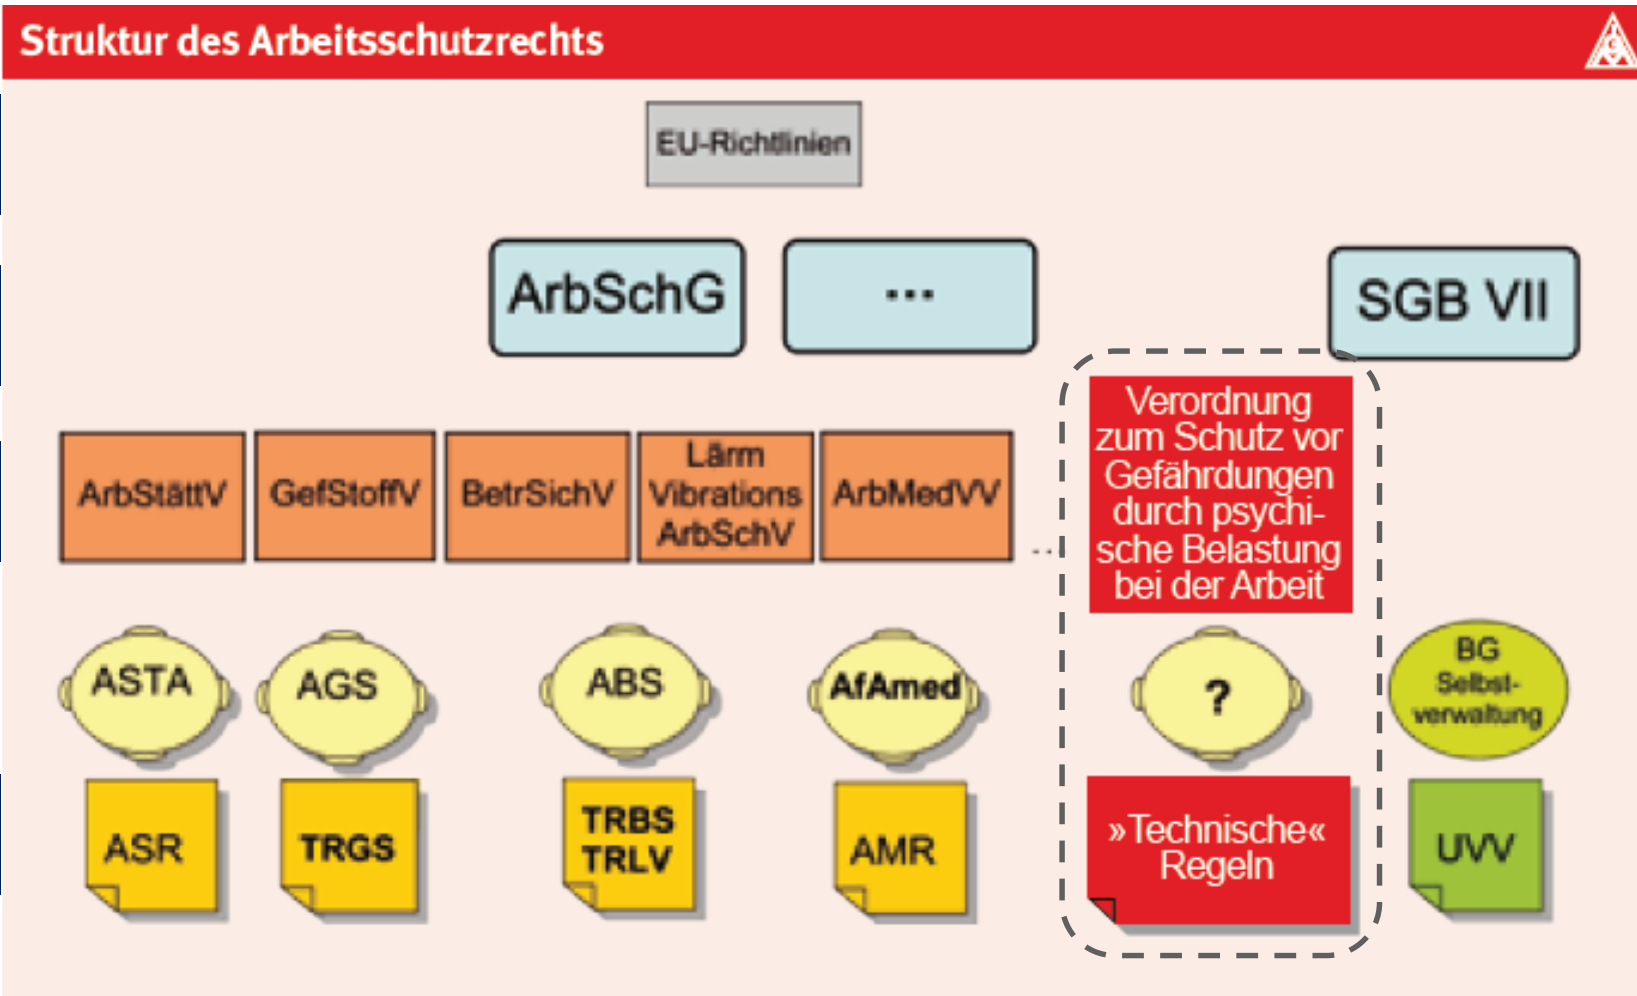 Struktur des Arbeitsschutzrechts
EU-Richtlinien
ArbSchG
...
SGB VII
ArbStättV
GefStoffV
BetrSichV
Lärm
Vibrations
ArbSchV
ArbMedVV
...
Verordnung
zum Schutz vor
Gefährdungen
durch psychi-
sche Belastung
bei der Arbeit
ASTA
AGS
ABS
AfAmed
?
BG
Selbst-
verwaltung
ASR
TRGS
TRBS
TRLV
AMR
»Technische«
Regeln
UVV